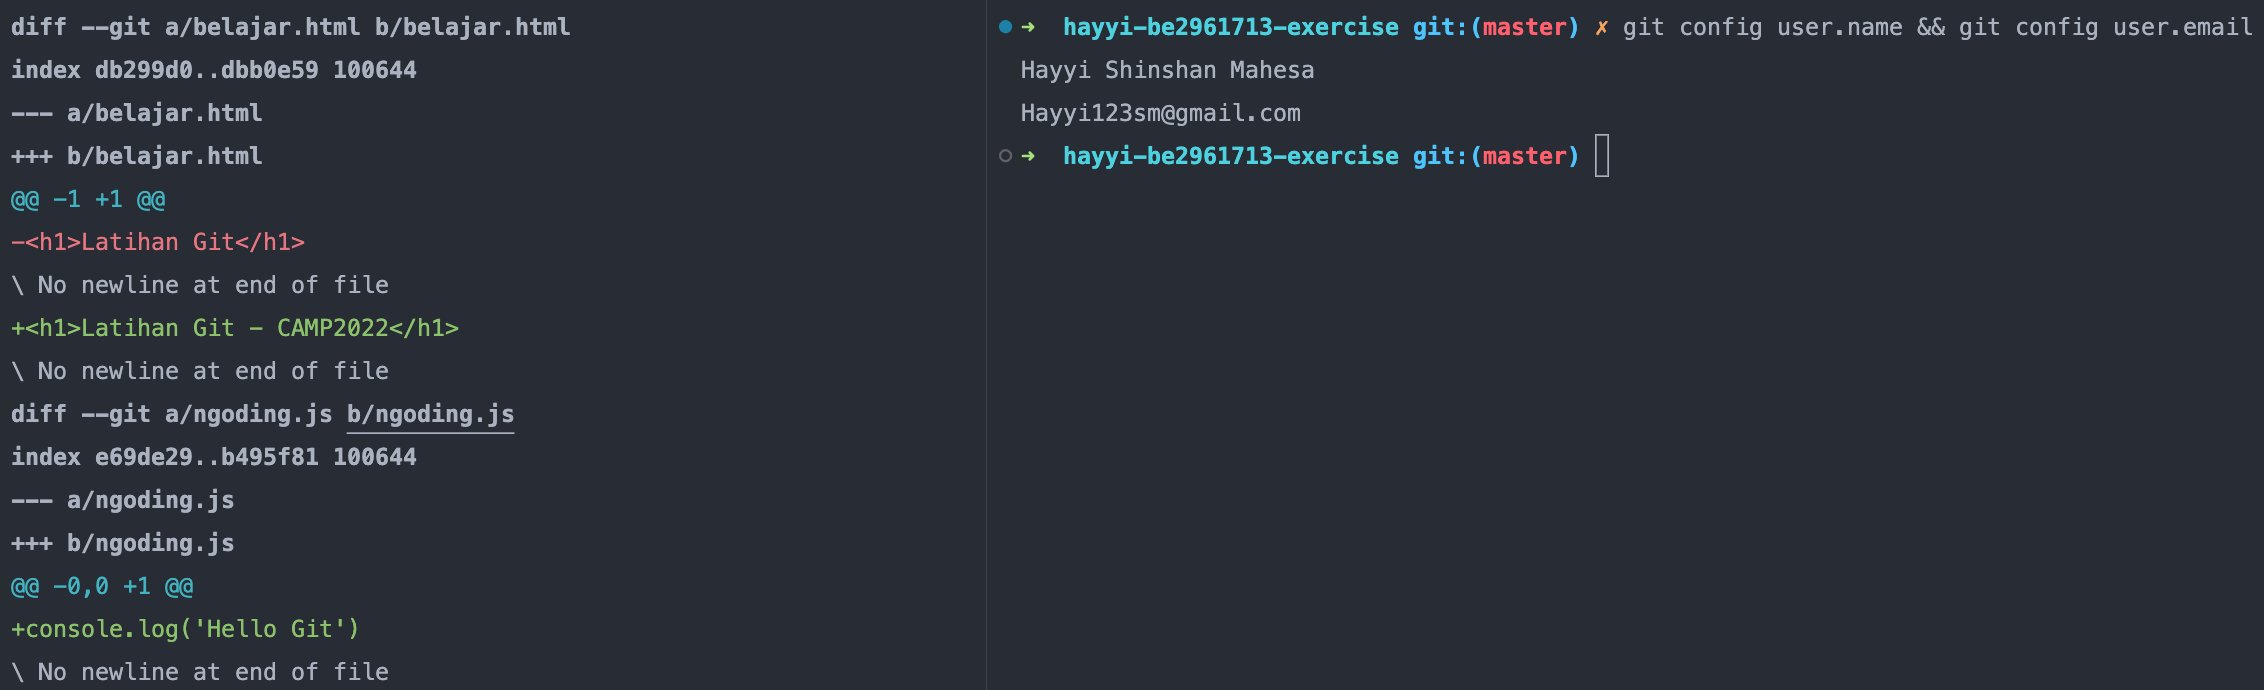 diff --git a/belajar.html b/belajar.html
index db299d0..dbb0e59 100644
--- a/belajar.html
+++ b/belajar.html
@@ -1 +1 @@
-<h1>Latihan Git</h1>
\ No newline at end of file
+<h1>Latihan Git - CAMP2022</h1>
\ No newline at end of file
diff --git a/ngoding.js b/ngoding.js
index e69de29..b495f81 100644
--- a/ngoding.js
+++ b/ngoding.js
@@ -0,0 +1 @@
+console.log('Hello Git')
\ No newline at end of file
➜ hayyi-be2961713-exercise git:(master) ✗ git config user.name && git config user.email
Hayyi Shinshan Mahesa
Hayyi123sm@gmail.com
➜ hayyi-be2961713-exercise git:(master)